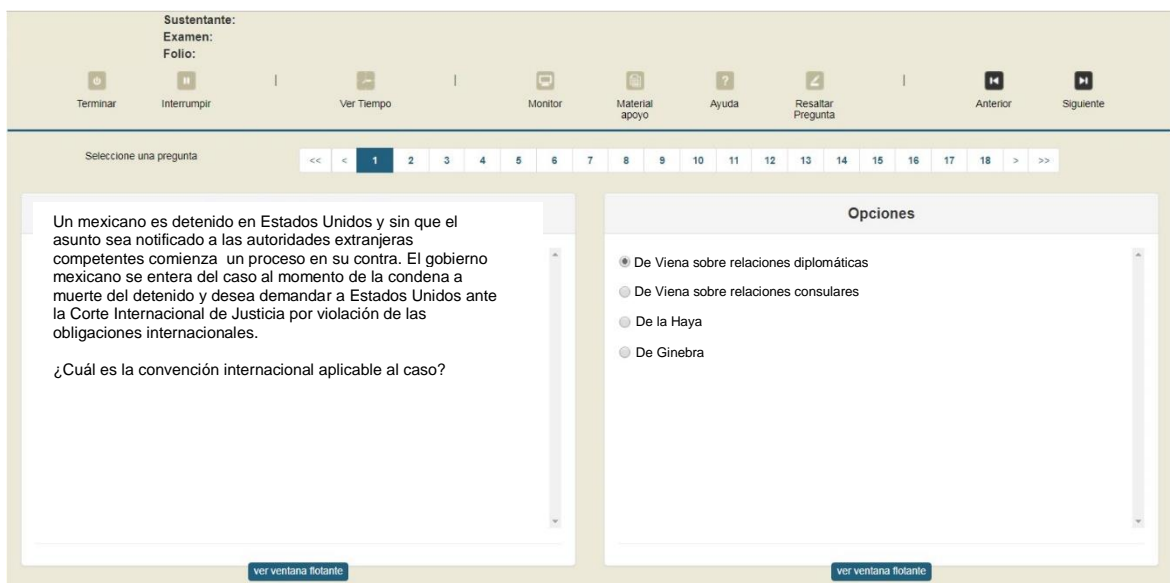 Sustentante:
Examen:
Folio:
Terminar
Interrumpir
|
Ver Tiempo
|
Monitor
Material
apoyo
?
Ayuda
Resaltar
Pregunta
|
Anterior
Siguiente
Seleccione una pregunta
<< < 1 2 3 4 5 6 7 8 9 10 11 12 13 14 15 16 17 18 > >>
Un mexicano es detenido en Estados Unidos y sin que el
asunto sea notificado a las autoridades extranjeras
competentes comienza un proceso en su contra. El gobierno
mexicano se entera del caso al momento de la condena a
muerte del detenido y desea demandar a Estados Unidos ante
la Corte Internacional de Justicia por violación de las
obligaciones internacionales.
¿Cuál es la convención internacional aplicable al caso?
ver ventana flotante
Opciones
De Viena sobre relaciones diplomáticas
De Viena sobre relaciones consulares
De la Haya
De Ginebra
ver ventana flotante